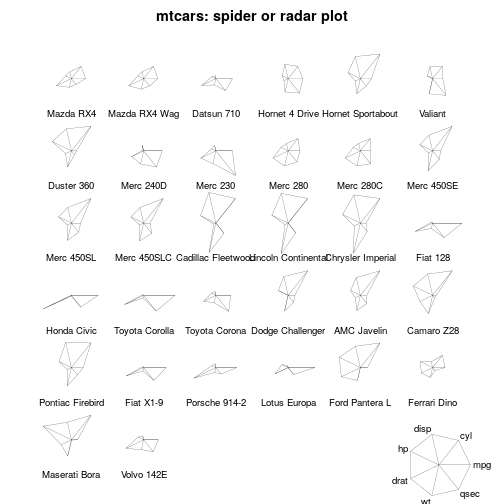 mtcars: spider or radar plot
Mazda RX4 Mazda RX4 Wag Datsun 710 Hornet 4 Drive Hornet Sportabout Valiant
Duster 360 Merc 240D Merc 230 Merc 280 Merc 280C Merc 450SE
Merc 450SL Merc 450SLC Cadillac Fleetwood Lincoln Continental Chrysler Imperial Fiat 128
Honda Civic Toyota Corolla Toyota Corona Dodge Challenger AMC Javelin Camaro Z28
Pontiac Firebird Fiat X1-9 Porsche 914-2 Lotus Europa Ford Pantera L Ferrari Dino
Maserati Bora Volvo 142E
disp
cyl
hp
mpg
drat
qsec
wt